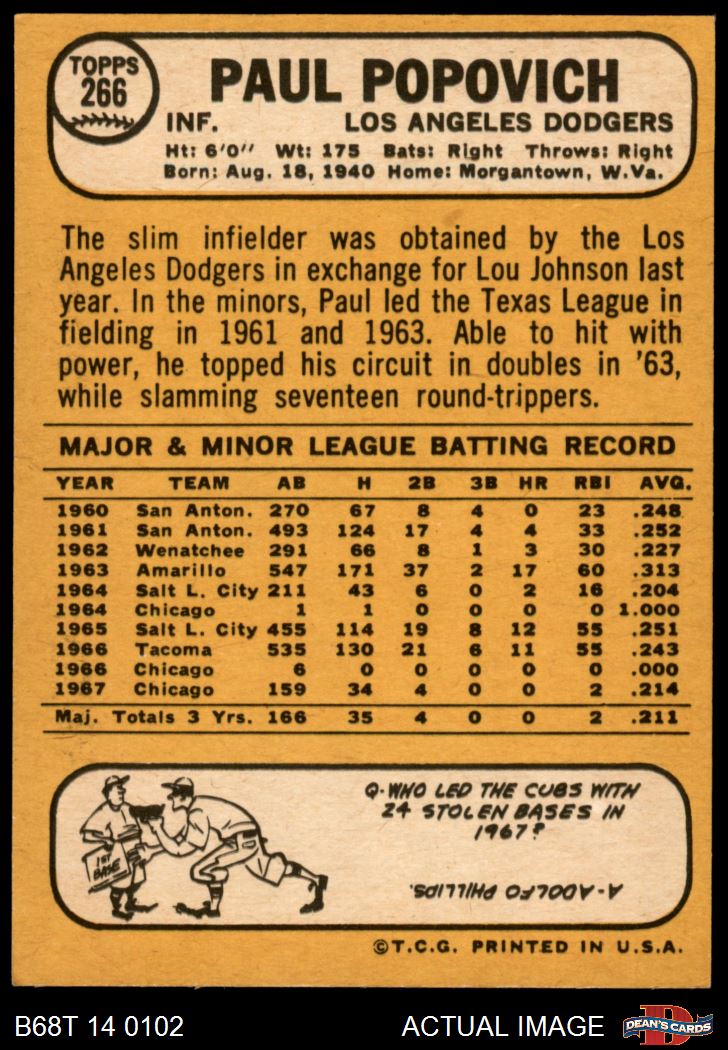 TOPPS
266
PAUL POPOVICH
INF. LOS ANGELES DODGERS
Ht: 6'0'' Wt: 175 Bats: Right Throws: Right
Born: Aug. 18, 1940 Home: Morgantown, W.Va.
The slim infielder was obtained by the Los
Angeles Dodgers in exchange for Lou Johnson last
year. In the minors, Paul led the Texas League in
fielding in 1961 and 1963. Able to hit with
power, he topped his circuit in doubles in '63,
while slamming seventeen round-trippers.
MAJOR & MINOR LEAGUE BATTING RECORD
YEAR TEAM AB H 2B 3B HR RBI AVG.
1960 San Anton. 270 67 8 4 0 23 .248
1961 San Anton. 493 124 17 4 4 33 .252
1962 Wenatchee 291 66 8 1 3 30 .227
1963 Amarillo 547 171 37 2 17 60 .313
1964 Salt L. City 211 43 6 0 2 16 .204
1964 Chicago 1 1 0 0 0 0 1.000
1965 Salt L. City 455 114 19 8 12 55 .251
1966 Tacoma 535 130 21 6 11 55 .243
1966 Chicago 6 0 0 0 0 0 .000
1967 Chicago 159 34 4 0 0 2 .214
Maj. Totals 3 Yrs. 166 35 4 0 0 2 .211
1ST
BASE
Q-WHO LED THE CUBS WITH
24 STOLEN BASES IN
1967?
A-ADOLFO PHILLIPS.
©T.C.G. PRINTED IN U.S.A.
B68T 14 0102 ACTUAL IMAGE
D
DEAN'S CARDS